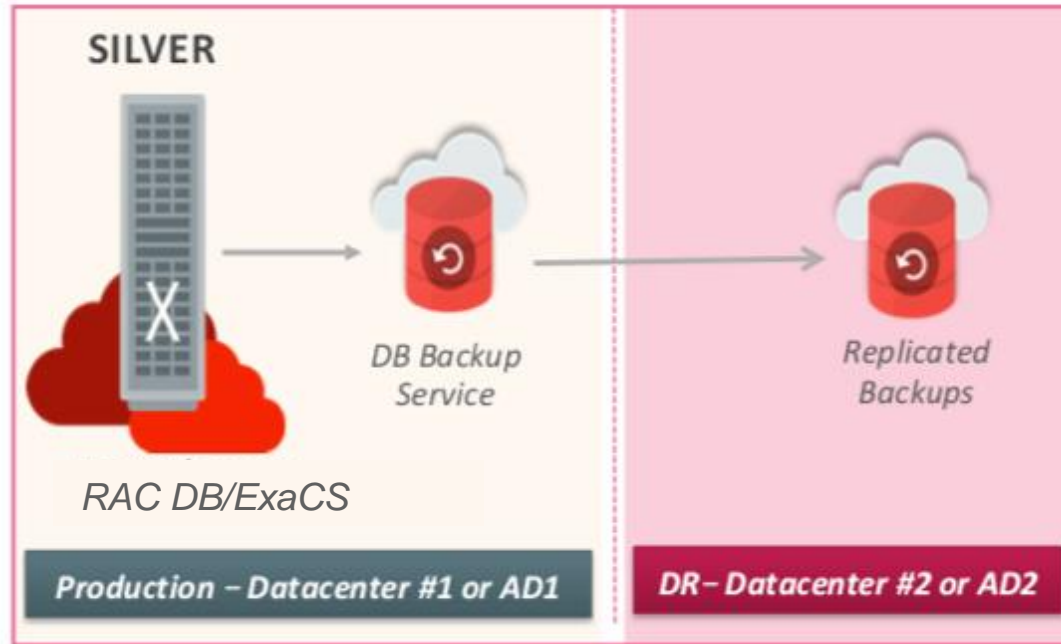 SILVER
DB Backup
Service
Replicated
Backups
RAC DB/ExaCS
Production – Datacenter #1 or AD1
DR– Datacenter #2 or AD2